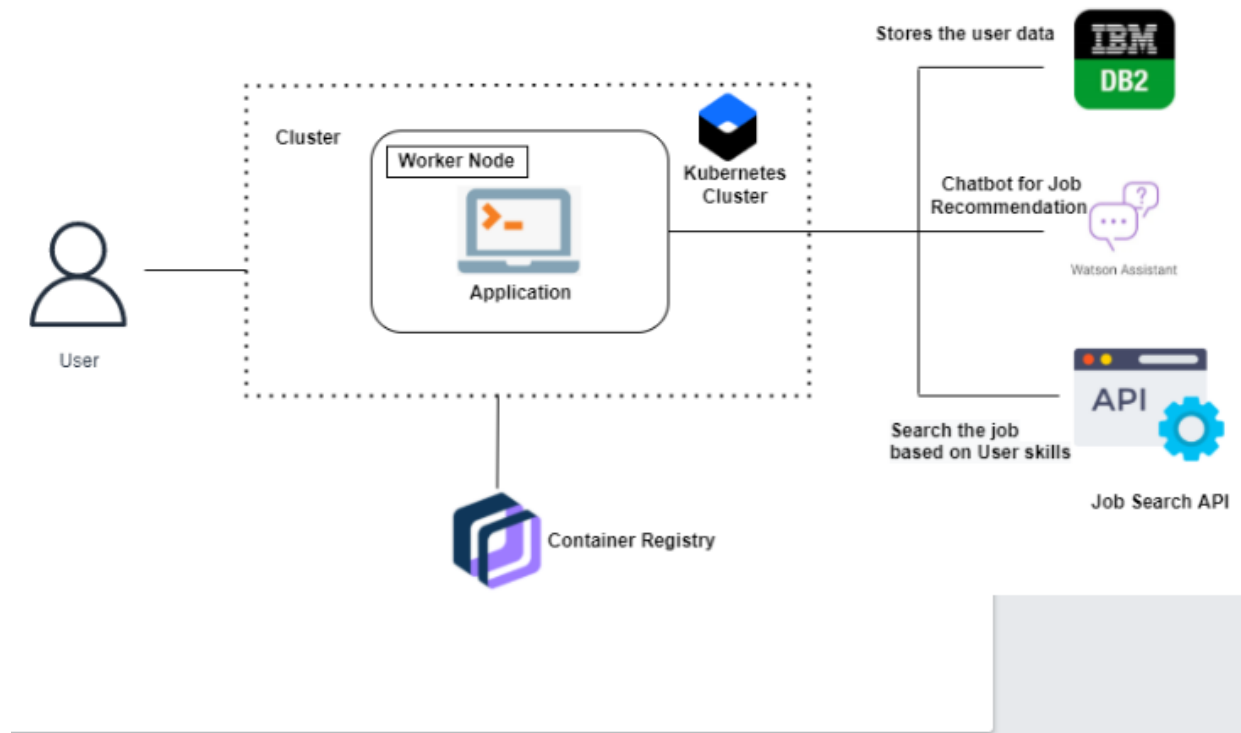 Stores the user data
IBM
DB2
Cluster
Worker Node
Kubernetes
Cluster
Application
Chatbot for Job
Recommendation
?
Watson Assistant
User
API
Search the job
based on User skills
Job Search API
Container Registry